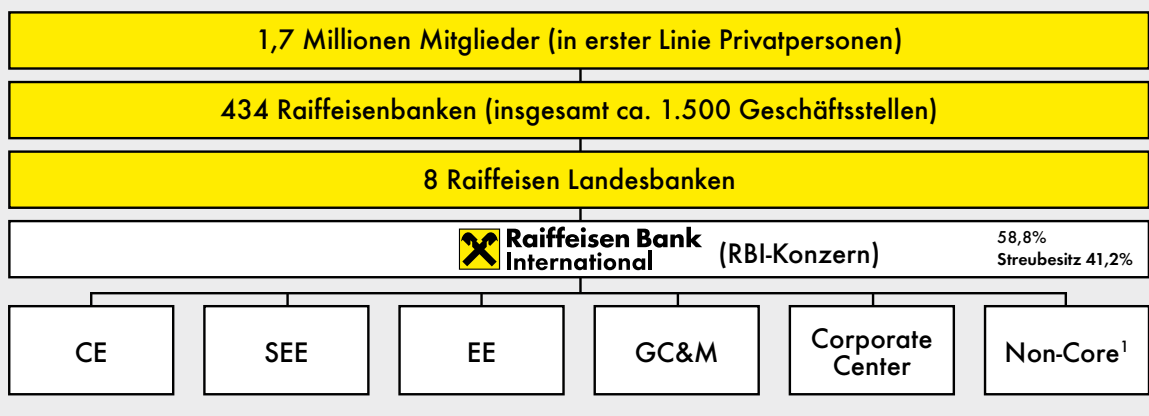 1,7 Millionen Mitglieder (in erster Linie Privatpersonen)
434 Raiffeisenbanken (insgesamt ca. 1.500 Geschäftsstellen)
8 Raiffeisen Landesbanken
Raiffeisen Bank
International
(RBI-Konzern)
58,8%
Streubesitz 41,2%
CE
SEE
EE
GC&M
Corporate
Center
Non-Core¹